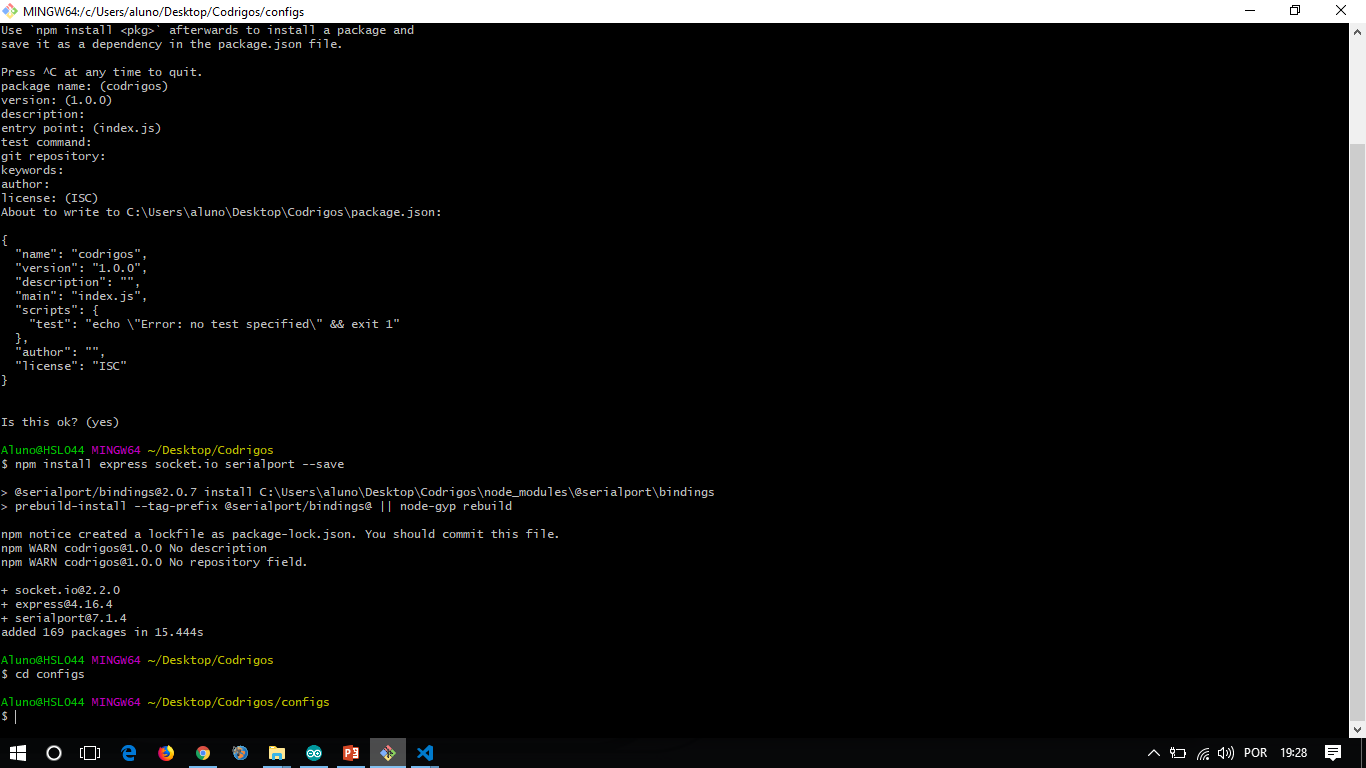 MINGW64:/c/Users/aluno/Desktop/Codrigos/configs
Use `npm install <pkg>` afterwards to install a package and
save it as a dependency in the package.json file.
Press ^C at any time to quit.
package name: (codrigos)
version: (1.0.0)
description:
entry point: (index.js)
test command:
git repository:
keywords:
author:
license: (ISC)
About to write to C:\Users\aluno\Desktop\Codrigos\package.json:
{
  "name": "codrigos",
  "version": "1.0.0",
  "description": "",
  "main": "index.js",
  "scripts": {
    "test": "echo \"Error: no test specified\" && exit 1"
  },
  "author": "",
  "license": "ISC"
}
Is this ok? (yes)
Aluno@HSLO44 MINGW64 ~/Desktop/Codrigos
$ npm install express socket.io serialport --save
> @serialport/bindings@2.0.7 install C:\Users\aluno\Desktop\Codrigos\node_modules\@serialport\bindings
> prebuild-install --tag-prefix @serialport/bindings@ || node-gyp rebuild
npm notice created a lockfile as package-lock.json. You should commit this file.
npm WARN codrigos@1.0.0 No description
npm WARN codrigos@1.0.0 No repository field.
+ socket.io@2.2.0
+ express@4.16.4
+ serialport@7.1.4
added 169 packages in 15.444s
Aluno@HSLO44 MINGW64 ~/Desktop/Codrigos
$ cd configs
Aluno@HSLO44 MINGW64 ~/Desktop/Codrigos/configs
$
POR 19:28